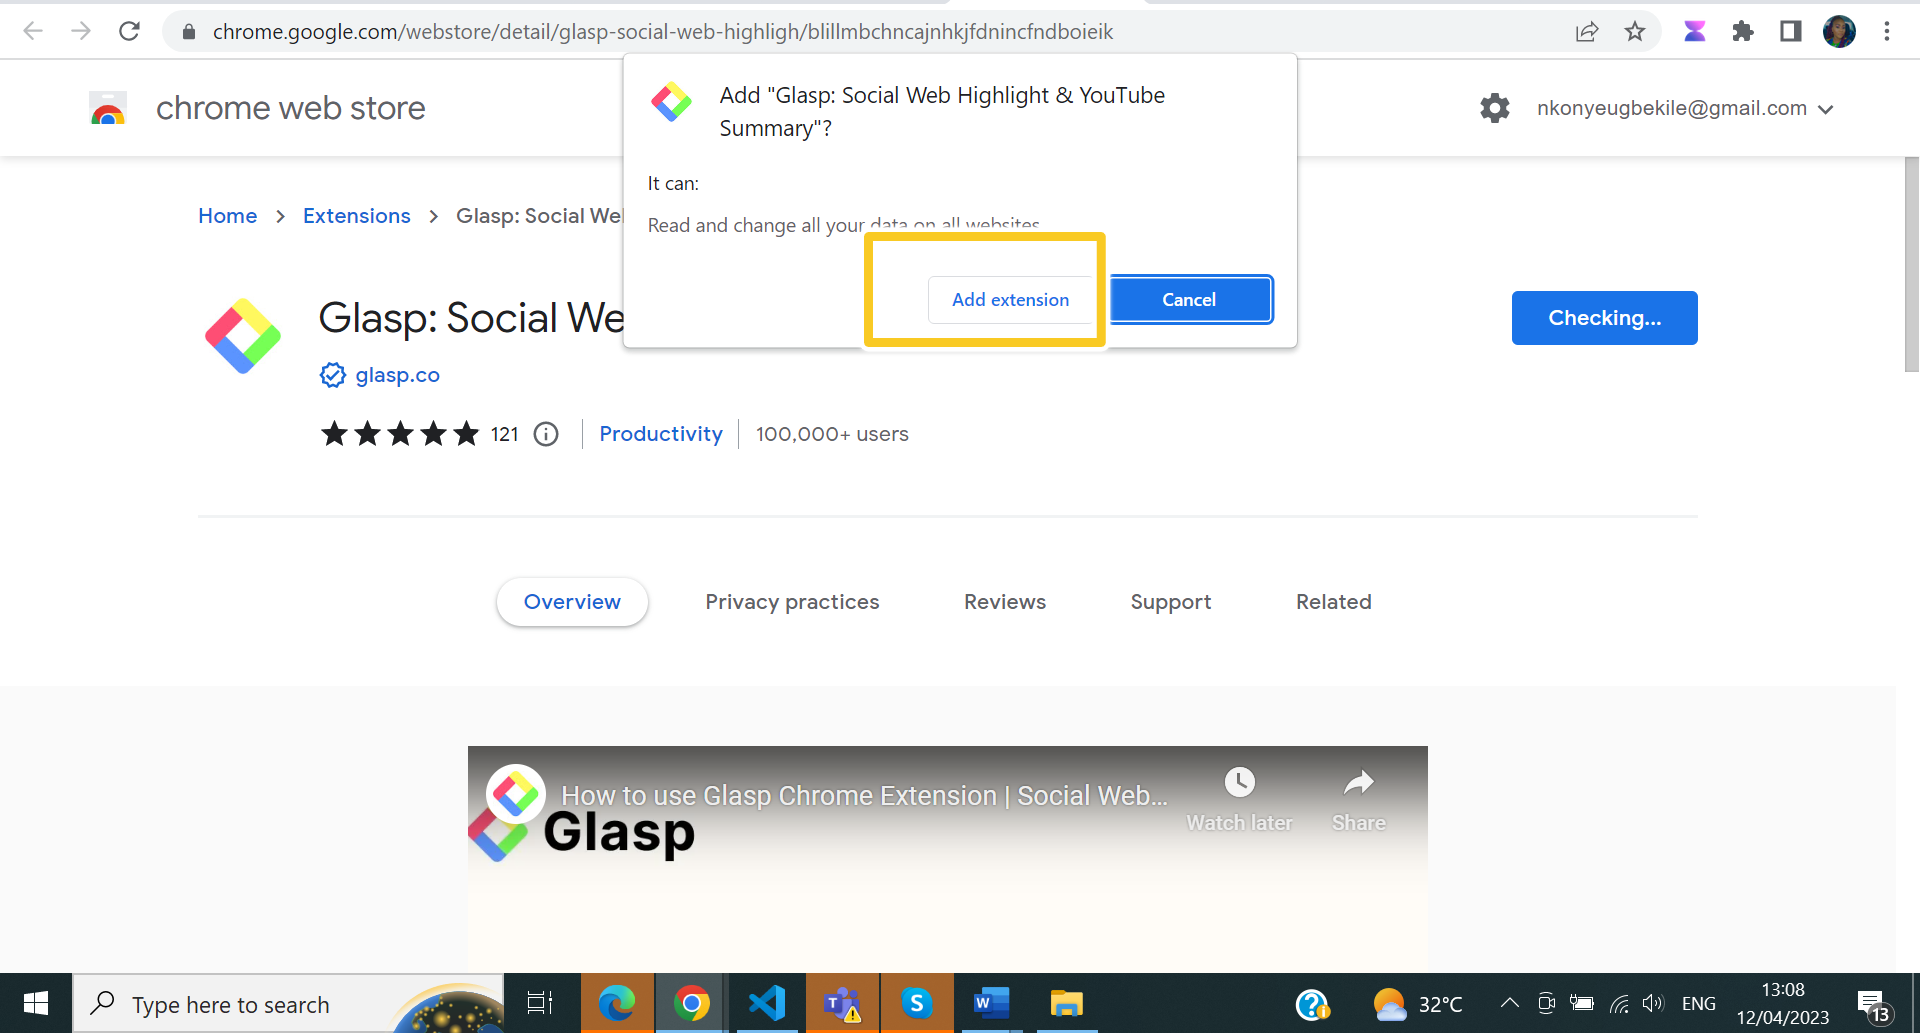 chrome.google.com/webstore/detail/glasp-social-web-highligh/blillmbchncajnhkjfdnincfndboieik
chrome web store
nkonyeugbekile@gmail.com
Add "Glasp: Social Web Highlight & YouTube
Summary"?
It can:
Read and change all your data on all websites
Add extension
Cancel
Home
Extensions
Glasp: Social We
Glasp: Social We
Checking...
glasp.co
121
Productivity
100,000+ users
Overview
Privacy practices
Reviews
Support
Related
How to use Glasp Chrome Extension | Social Web...
Watch later
Share
Glasp
Type here to search
32°C
ENG
13:08
12/04/2023
13